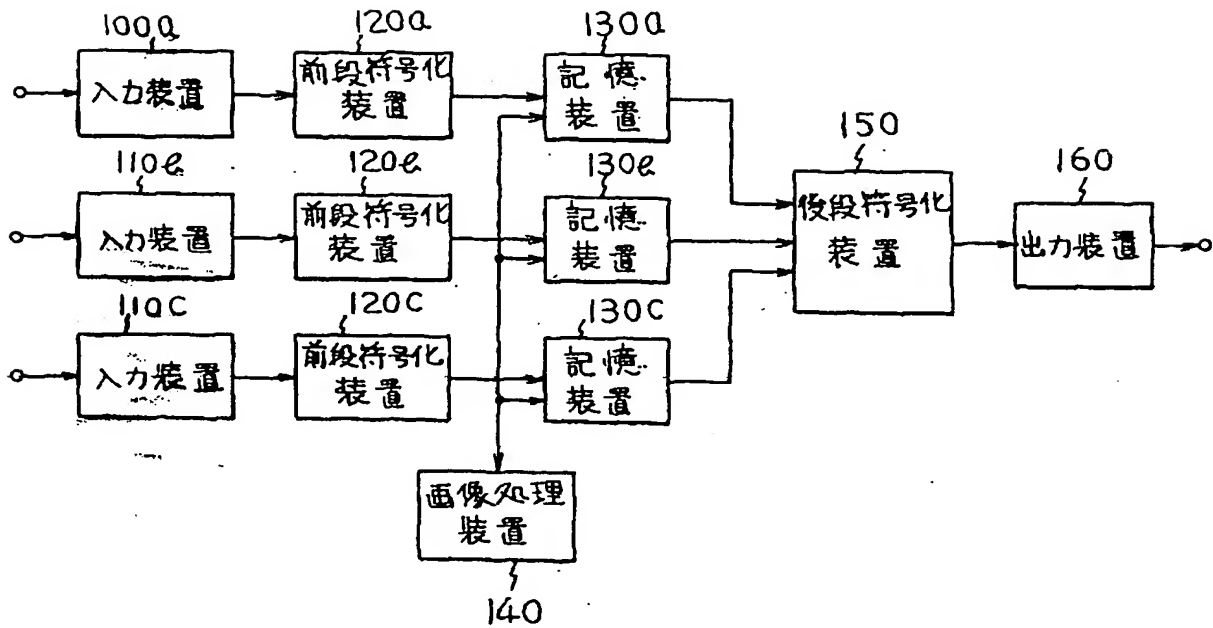 100a
120a
130a
入力装置
前段符号化
装置
記憶
装置
150
160
110b
120b
130b
入力装置
前段符号化
装置
記憶
装置
後段符号化
装置
出力装置
110c
120c
130c
入力装置
前段符号化
装置
記憶
装置
画像処理
装置
140